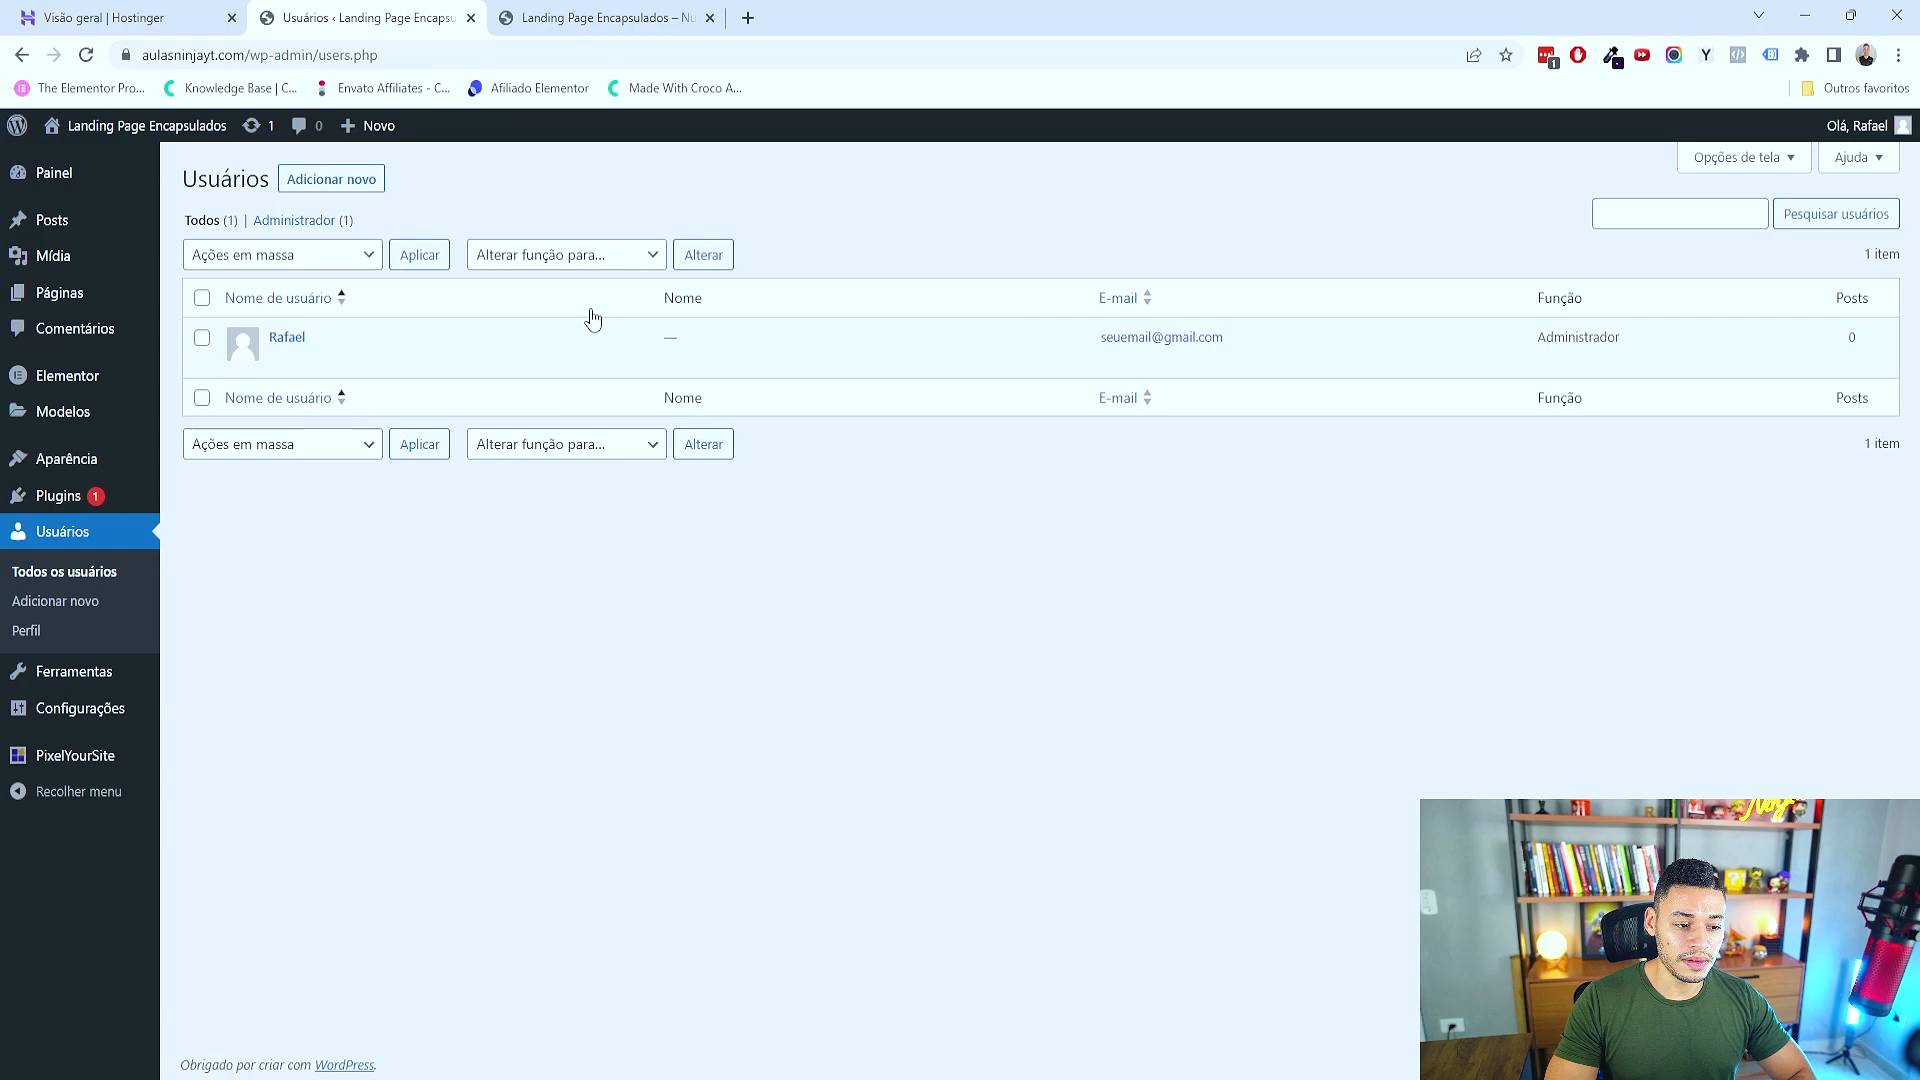 Visão geral | Hostinger
Usuários ‹ Landing Page Encapsu
Landing Page Encapsulados – Nu
aulasninjayt.com/wp-admin/users.php
1
The Elementor Pro...
Knowledge Base | C...
Envato Affiliates - C...
Afiliado Elementor
Made With Croco A...
Outros favoritos
Landing Page Encapsulados
1
0
Novo
Olá, Rafael
Painel
Posts
Mídia
Páginas
Comentários
Elementor
Modelos
Aparência
Plugins 1
Usuários
Todos os usuários
Adicionar novo
Perfil
Ferramentas
Configurações
PixelYourSite
Recolher menu
Opções de tela
Ajuda
Usuários
Adicionar novo
Todos (1) | Administrador (1)
Pesquisar usuários
Ações em massa
Aplicar
Alterar função para...
Alterar
1 item
Nome de usuário
Nome
E-mail
Função
Posts
Rafael
—
seuemail@gmail.com
Administrador
0
Nome de usuário
Nome
E-mail
Função
Posts
Ações em massa
Aplicar
Alterar função para...
Alterar
1 item
Obrigado por criar com WordPress.